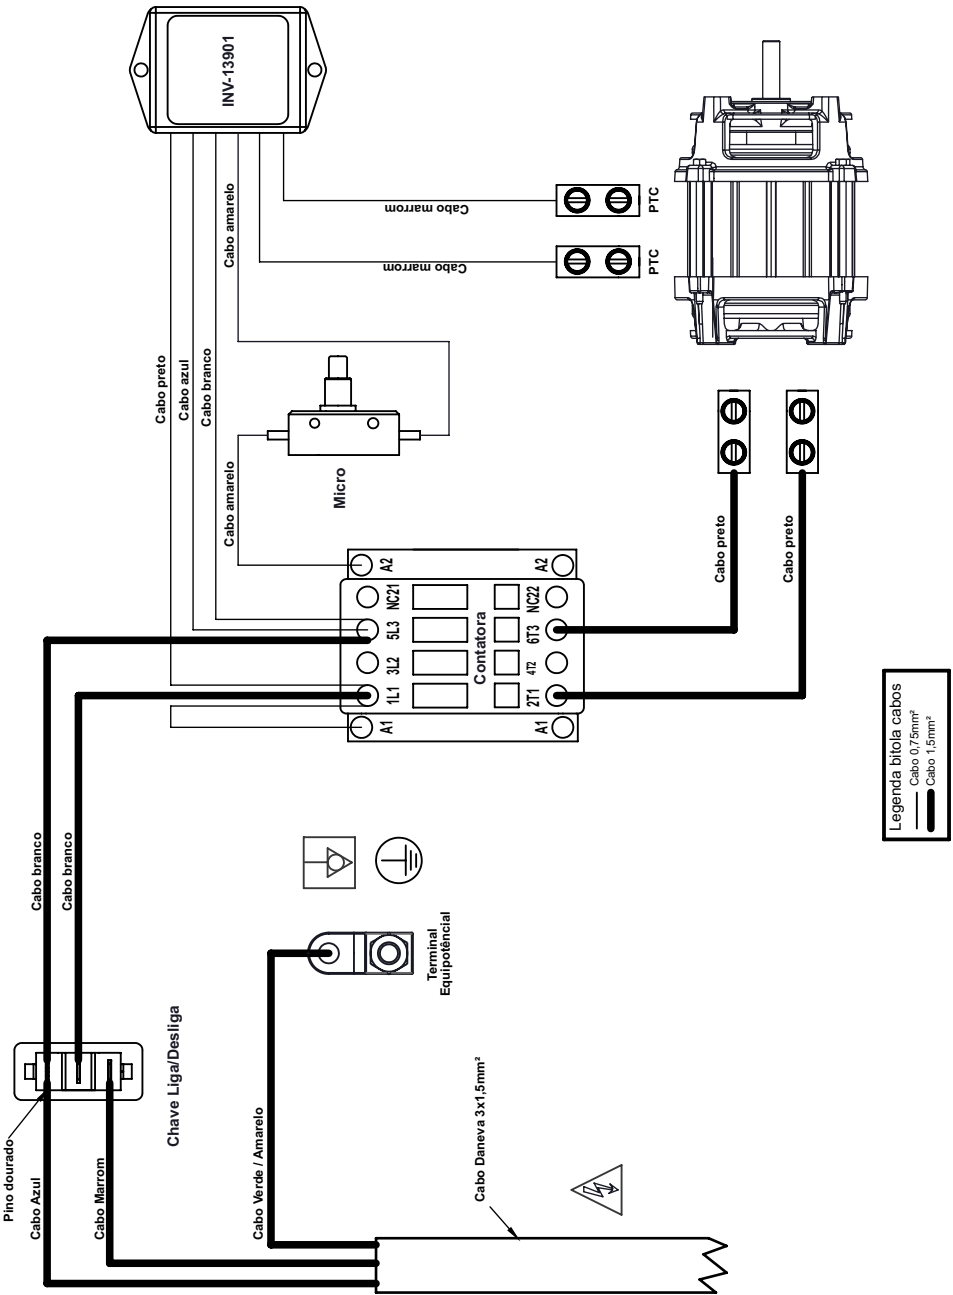 INV-13901
Cabo preto
Cabo azul
Cabo branco
Cabo amarelo
Cabo marrom
Cabo marrom
PTC
PTC
Cabo amarelo
Micro
Cabo preto
Cabo preto
A2
NC21
5L3
3L2
1L1
A1
Contatora
A2
NC22
6T3
4T2
2T1
A1
Cabo branco
Cabo branco
Terminal
Equipotêncial
Chave Liga/Desliga
Pino dourado
Cabo Azul
Cabo Marrom
Cabo Verde / Amarelo
Cabo Daneva 3x1,5mm²
Legenda bitola cabos
Cabo 0,75mm²
Cabo 1,5mm²